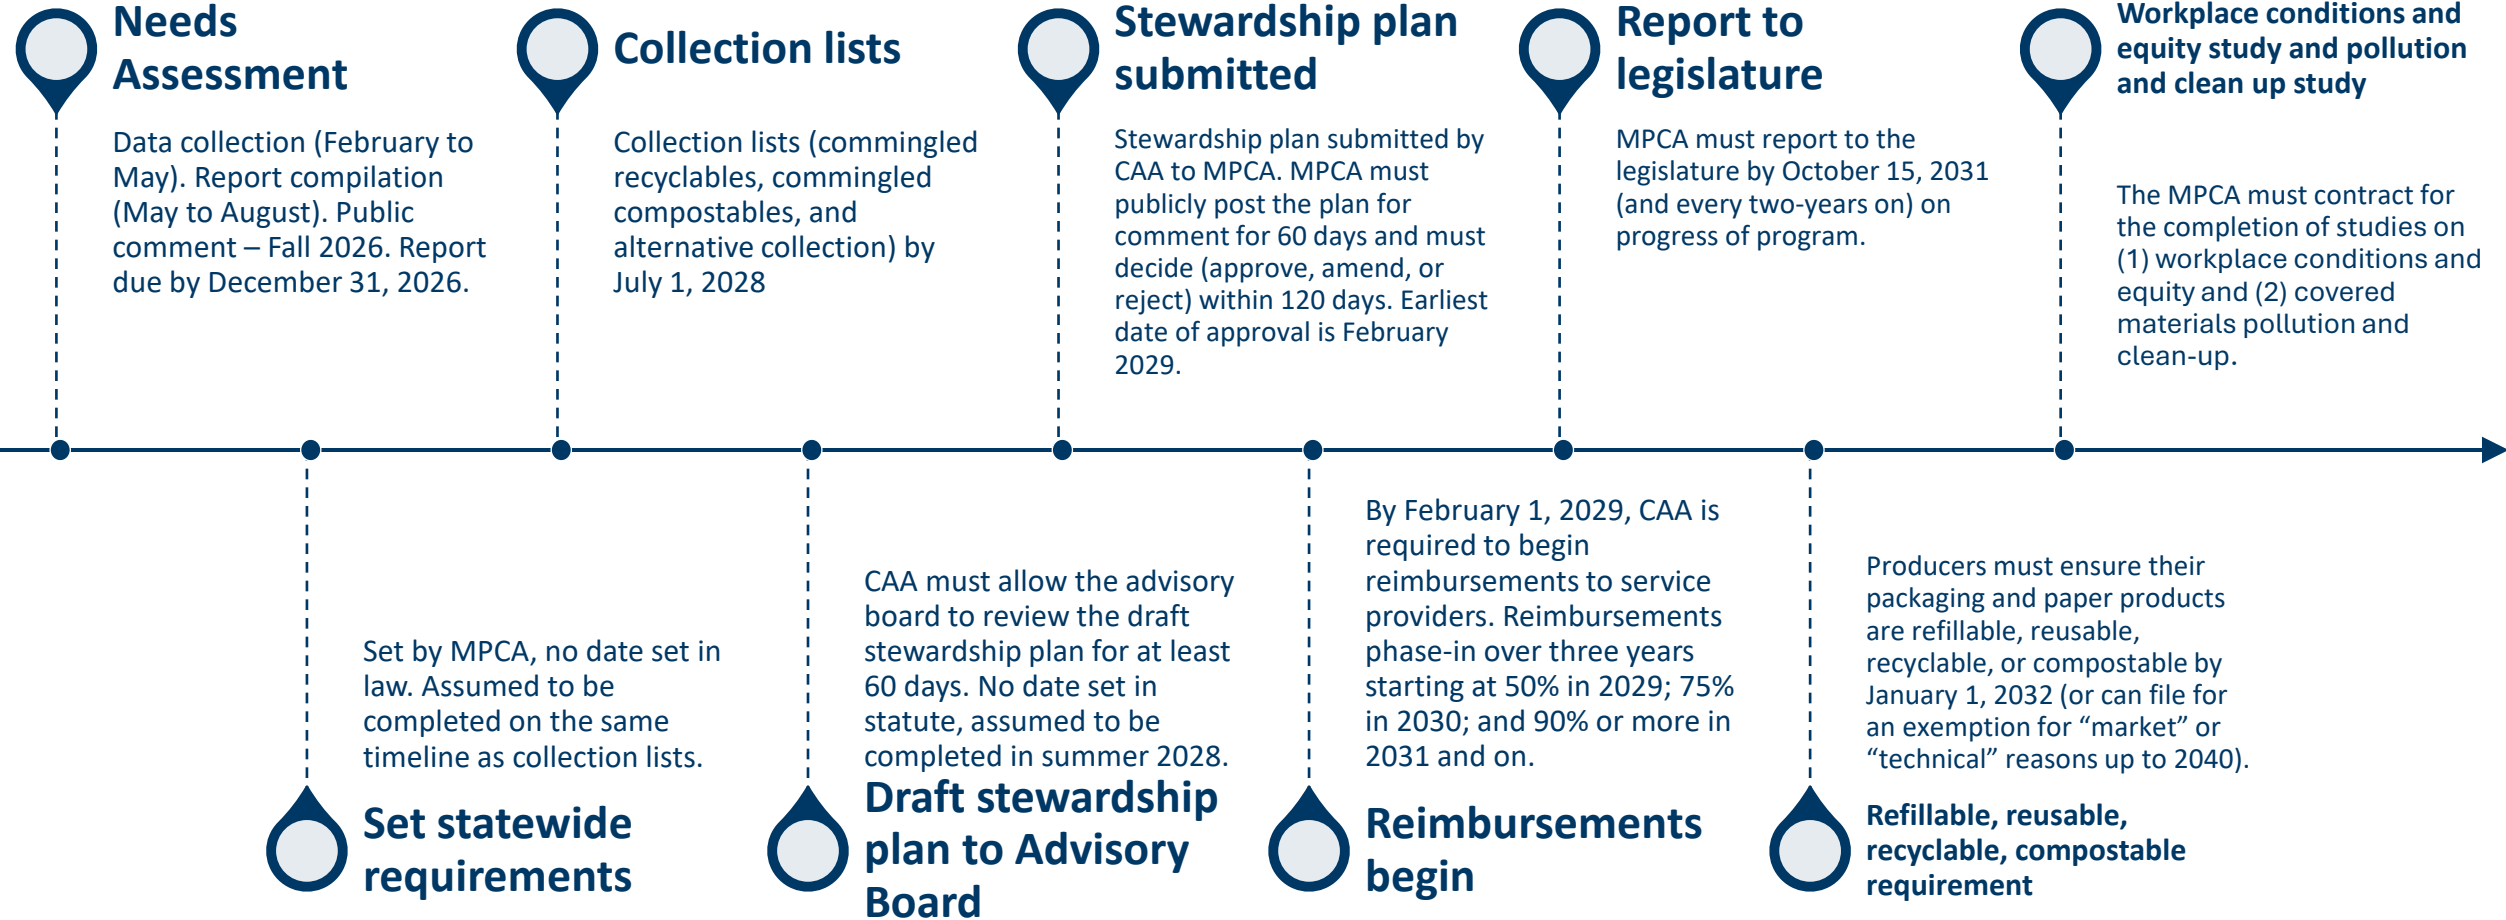 Needs
Assessment
Data collection (February to
May). Report compilation
(May to August). Public
comment – Fall 2026. Report
due by December 31, 2026.
Set by MPCA, no date set in
law. Assumed to be
completed on the same
timeline as collection lists.
Set statewide
requirements
Collection lists
Collection lists (commingled
recyclables, commingled
compostables, and
alternative collection) by
July 1, 2028
CAA must allow the advisory
board to review the draft
stewardship plan for at least
60 days. No date set in
statute, assumed to be
completed in summer 2028.
Draft stewardship
plan to Advisory
Board
Stewardship plan
submitted
Stewardship plan submitted by
CAA to MPCA. MPCA must
publicly post the plan for
comment for 60 days and must
decide (approve, amend, or
reject) within 120 days. Earliest
date of approval is February
2029.
By February 1, 2029, CAA is
required to begin
reimbursements to service
providers. Reimbursements
phase-in over three years
starting at 50% in 2029; 75%
in 2030; and 90% or more in
2031 and on.
Reimbursements
begin
Report to
legislature
MPCA must report to the
legislature by October 15, 2031
(and every two-years on) on
progress of program.
Producers must ensure their
packaging and paper products
are refillable, reusable,
recyclable, or compostable by
January 1, 2032 (or can file for
an exemption for “market” or
“technical” reasons up to 2040).
Refillable, reusable,
recyclable, compostable
requirement
Workplace conditions and
equity study and pollution
and clean up study
The MPCA must contract for
the completion of studies on
(1) workplace conditions and
equity and (2) covered
materials pollution and
clean-up.